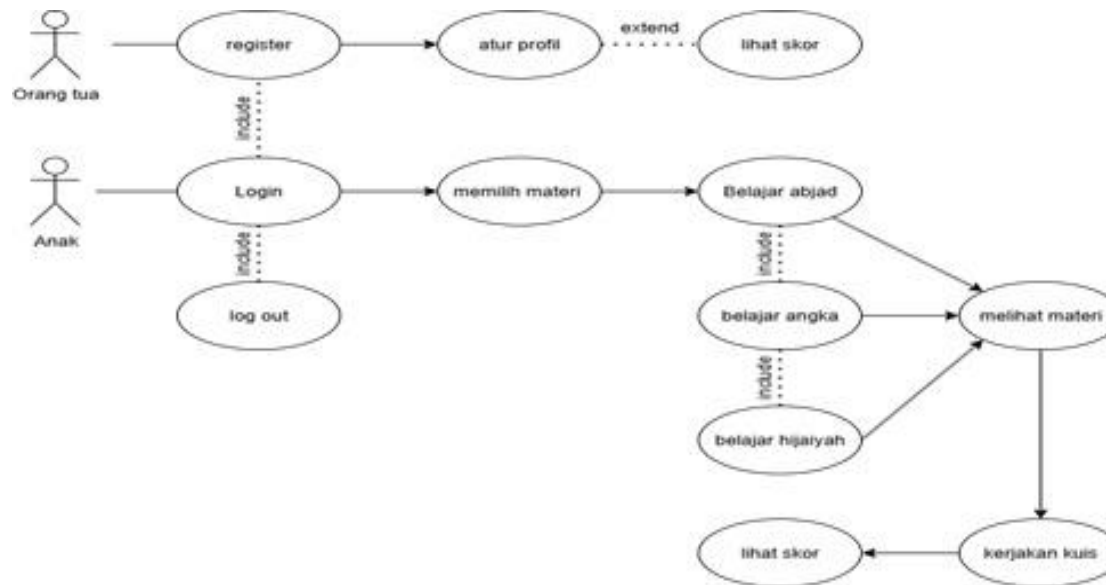 extend
register
atur profil
lihat skor
Orang tua
include
Login
memilih materi
Belajar abjad
Anak
include
include
log out
belajar angka
melihat materi
include
belajar hijaiyah
lihat skor
kerjakan kuis